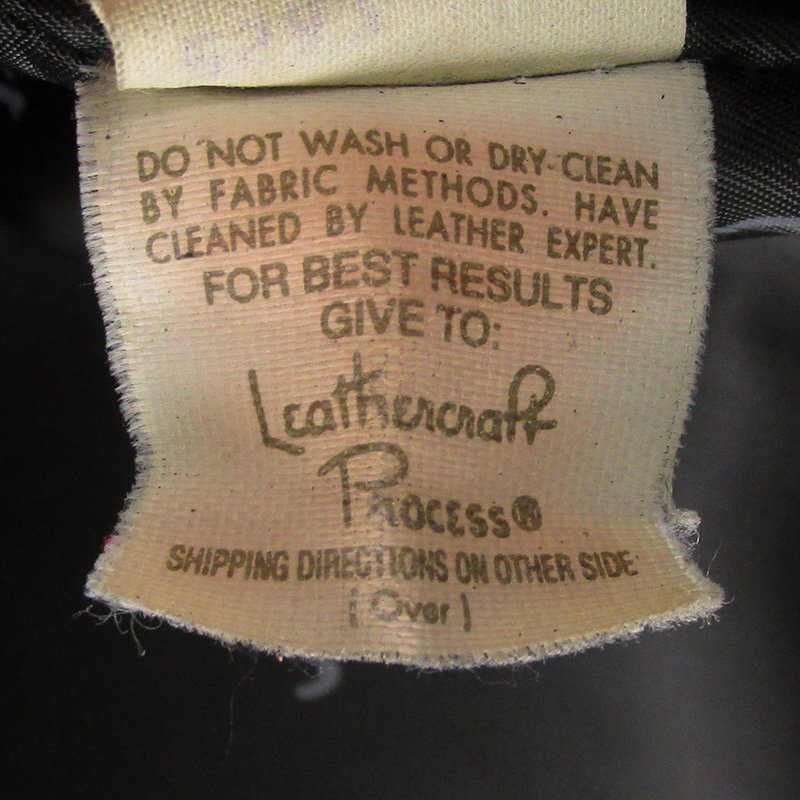 DO NOT WASH OR DRY-CLEAN
BY FABRIC METHODS. HAVE
CLEANED BY LEATHER EXPERT.
FOR BEST RESULTS
GIVE TO:
Leathercraft
PROCESS®
SHIPPING DIRECTIONS ON OTHER SIDE
(Over)